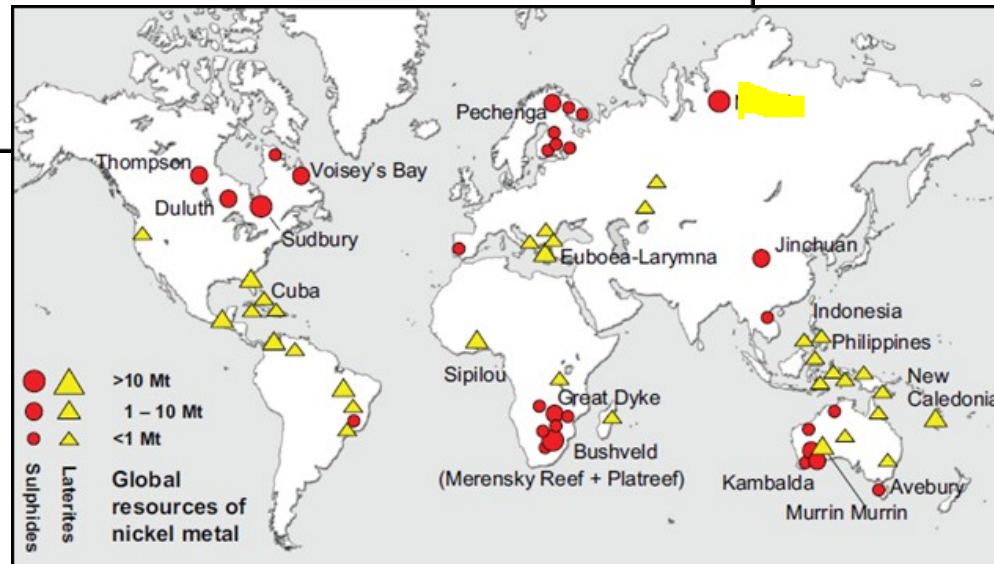 Pechenga
Thompson
Voisey's Bay
Duluth
Sudbury
Jinchuan
Euboea-Larymna
Cuba
Indonesia
Philippines
Sipilou
New
Caledonia
Great Dyke
Bushveld
(Merensky Reef + Platreef)
Kambalda
Avebury
Murrin Murrin
>10 Mt
1 – 10 Mt
<1 Mt
Sulphides
Laterites
Global
resources of
nickel metal